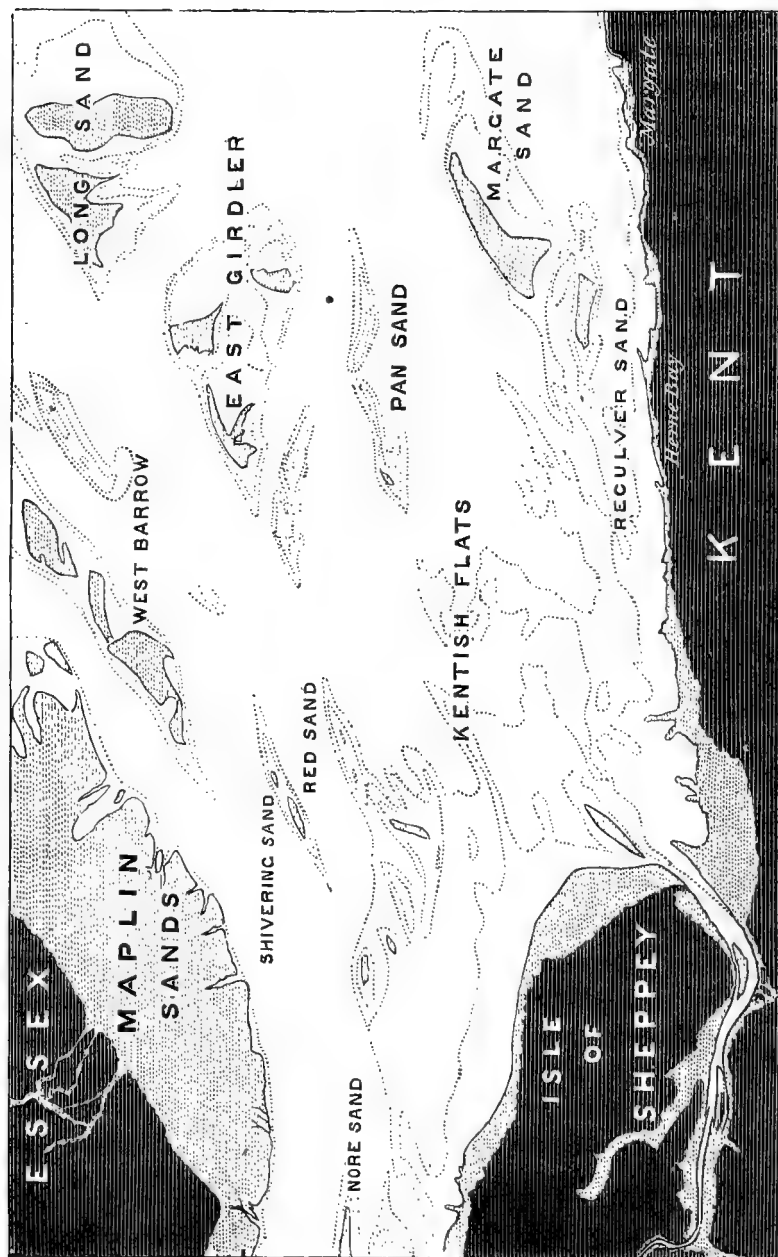 ESSEX
MAPLIN
SANDS
WEST BARROW
LONG SAND
EAST GIRDLER
SHIVERING SAND
RED SAND
PAN SAND
NORE SAND
KENTISH FLATS
MARGATE
SAND
RECULVER SAND
ISLE
OF
SHEPPEY
Herne Bay
Margate
KENT